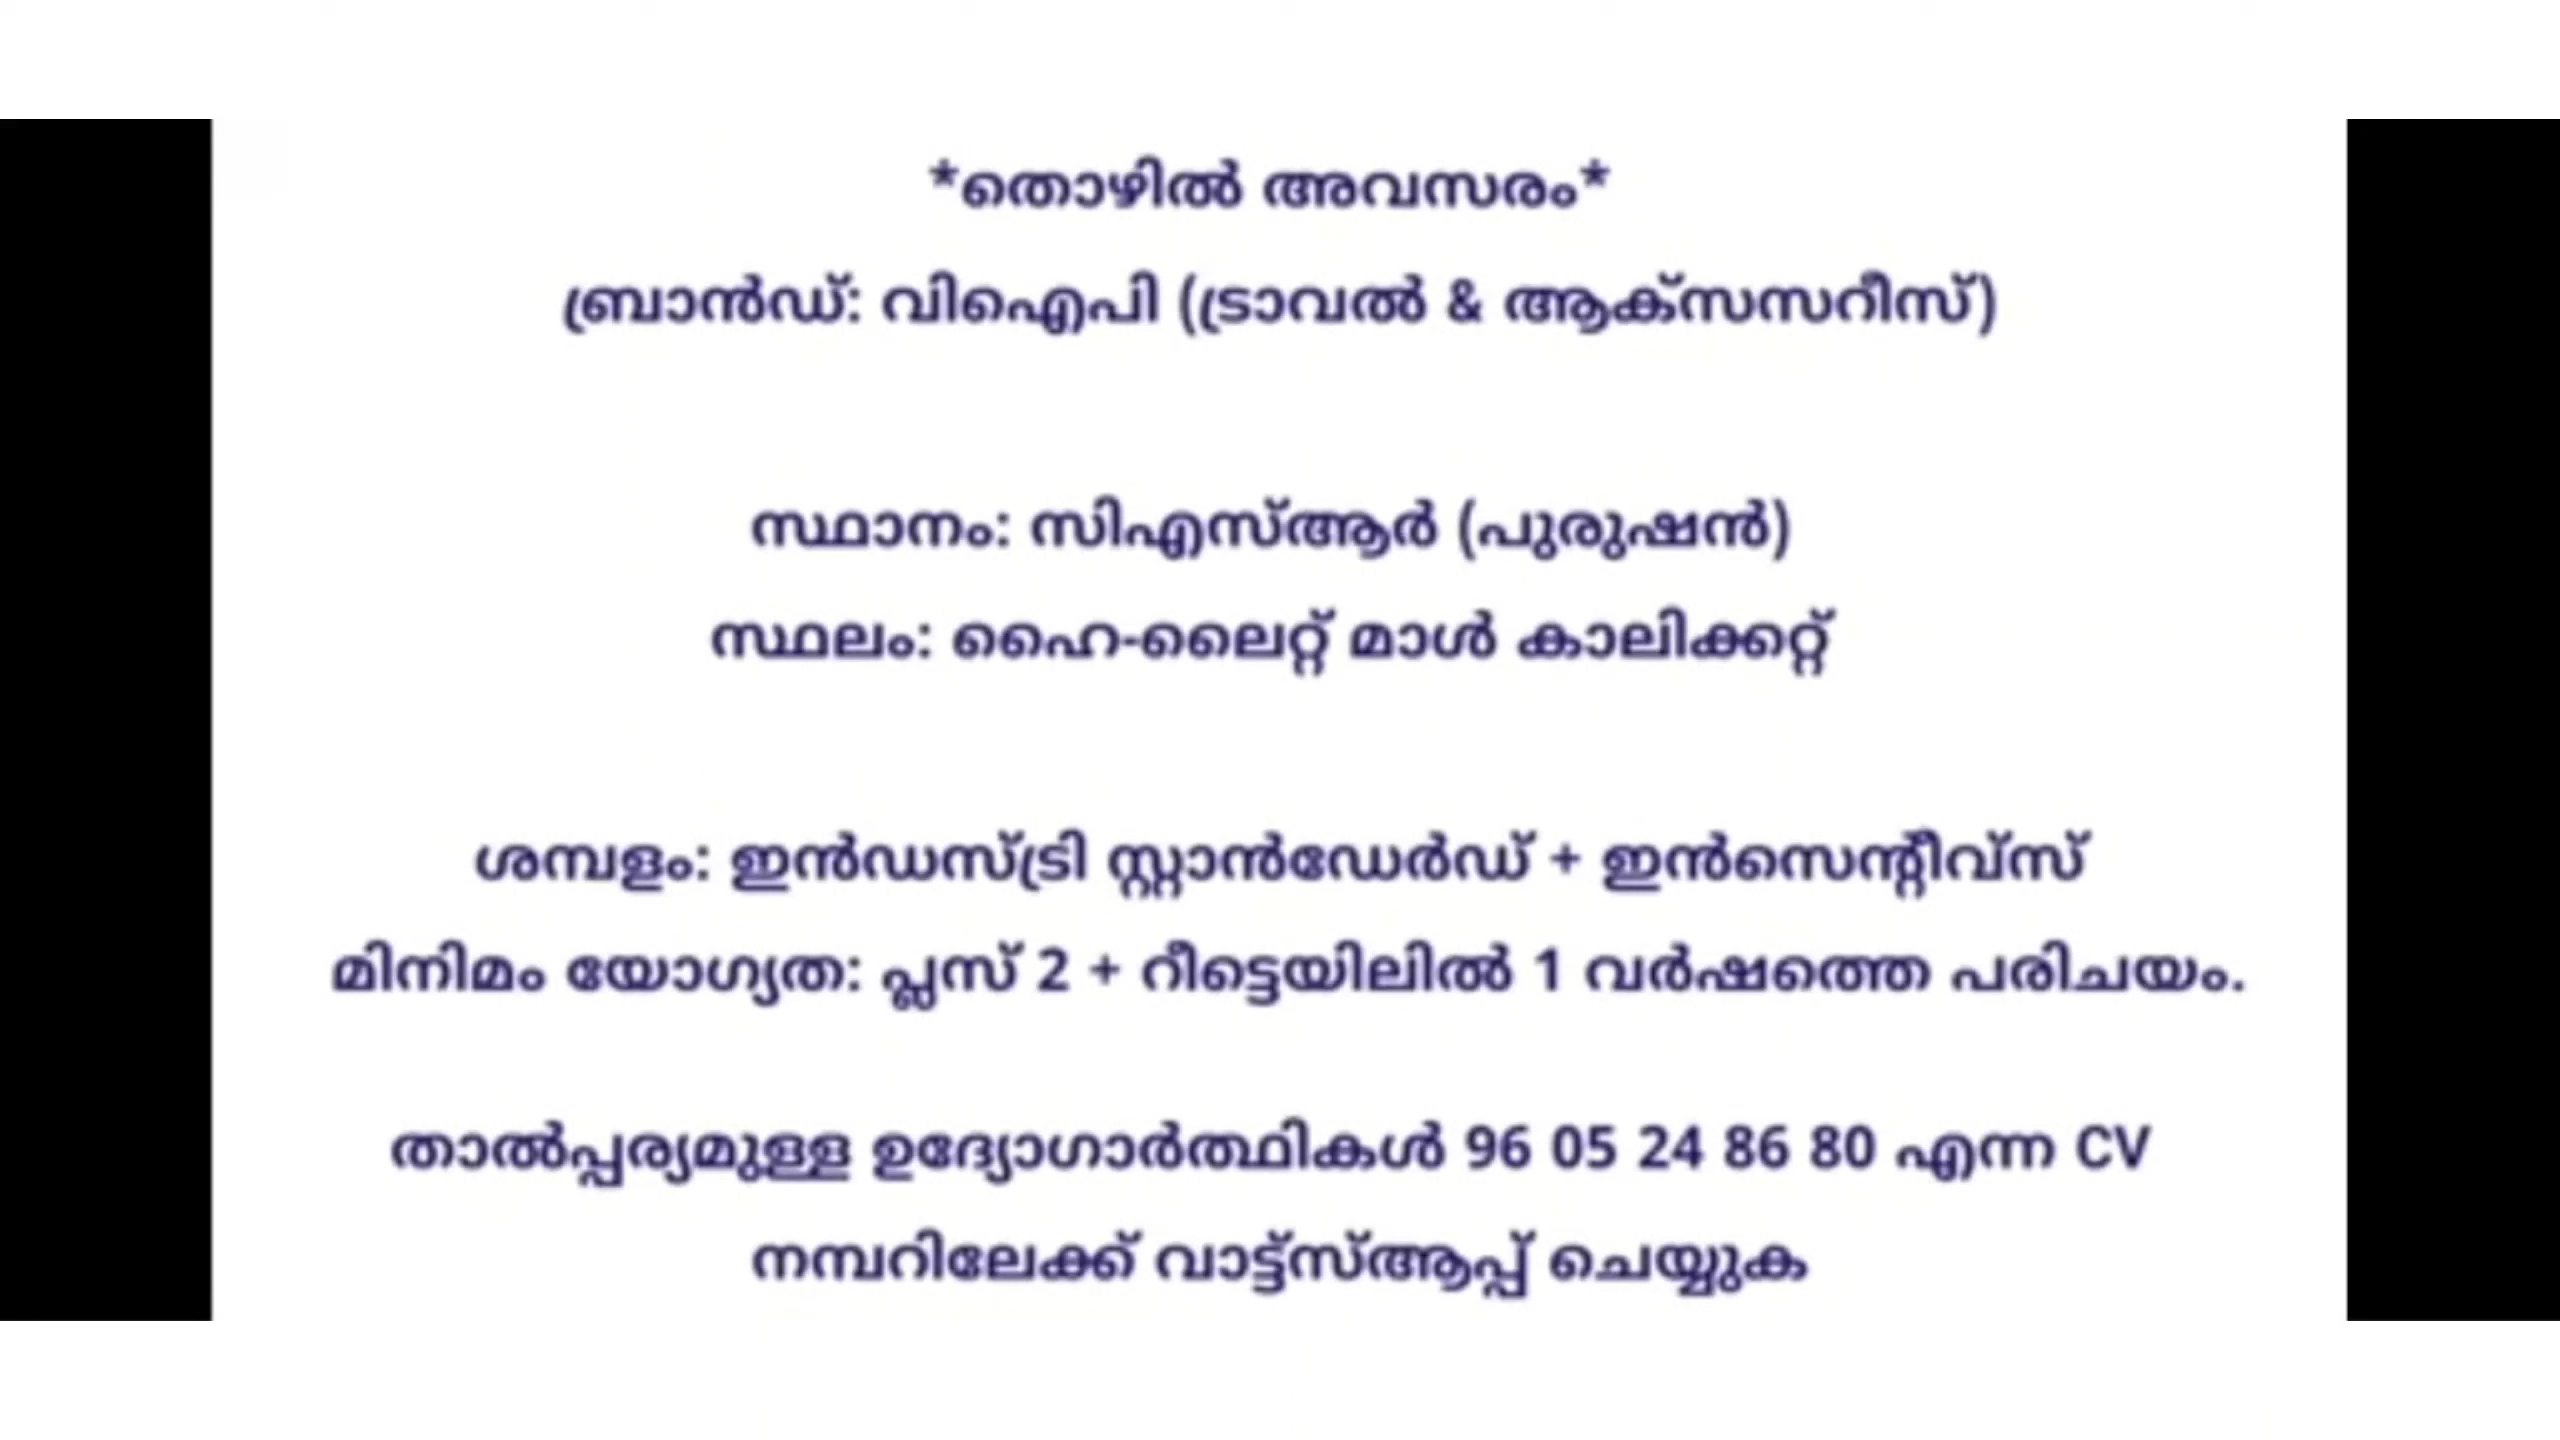 *തൊഴിൽ അവസരം*
ബ്രാൻഡ്: വിഐപി (ട്രാവൽ & ആക്സസറീസ്)
സ്ഥാനം: സിഎസ്ആർ (പുരുഷൻ)
സ്ഥലം: ഹൈ-ലൈറ്റ് മാൾ കാലിക്കറ്റ്
ശമ്പളം: ഇൻഡസ്ട്രി സ്റ്റാൻഡേർഡ് + ഇൻസെന്റീവ്സ്
മിനിമം യോഗ്യത: പ്ലസ് 2 + റീട്ടെയിലിൽ 1 വർഷത്തെ പരിചയം.
താൽപ്പര്യമുള്ള ഉദ്യോഗാർത്ഥികൾ 96 05 24 86 80 എന്ന CV
നമ്പറിലേക്ക് വാട്ട്സ്ആപ്പ് ചെയ്യുക